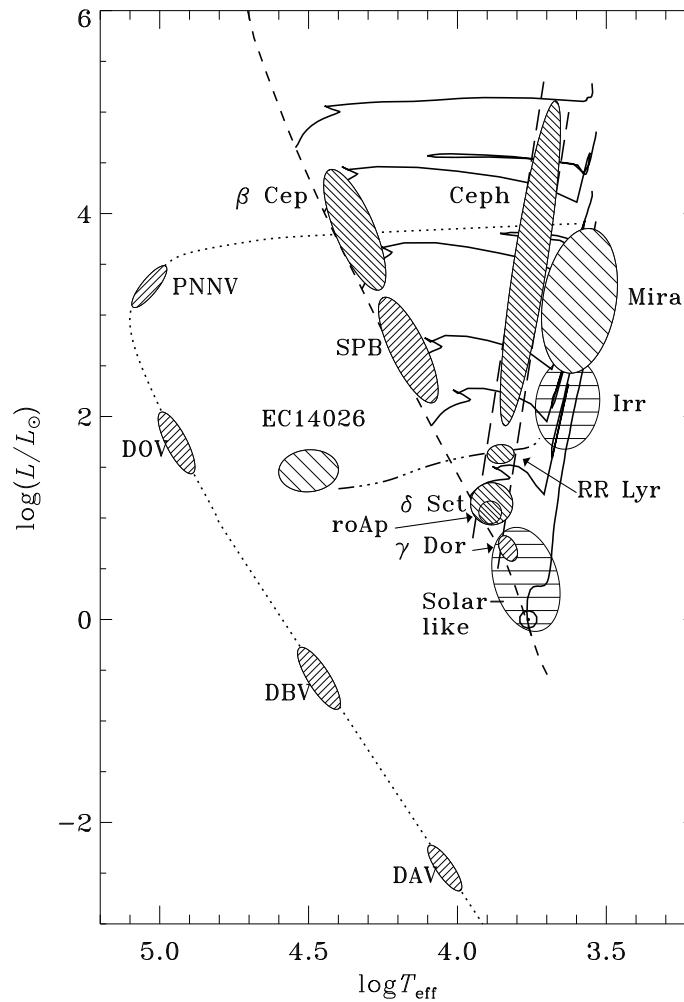 6
β Cep
Ceph
4
PNNV
Mira
SPB
Irr
2
EC14026
DOV
RR Lyr
δ Sct
roAp
γ Dor
Solar
like
0
DBV
−2
DAV
log(L/L⊙)
5.0 4.5 4.0 3.5
logT_eff